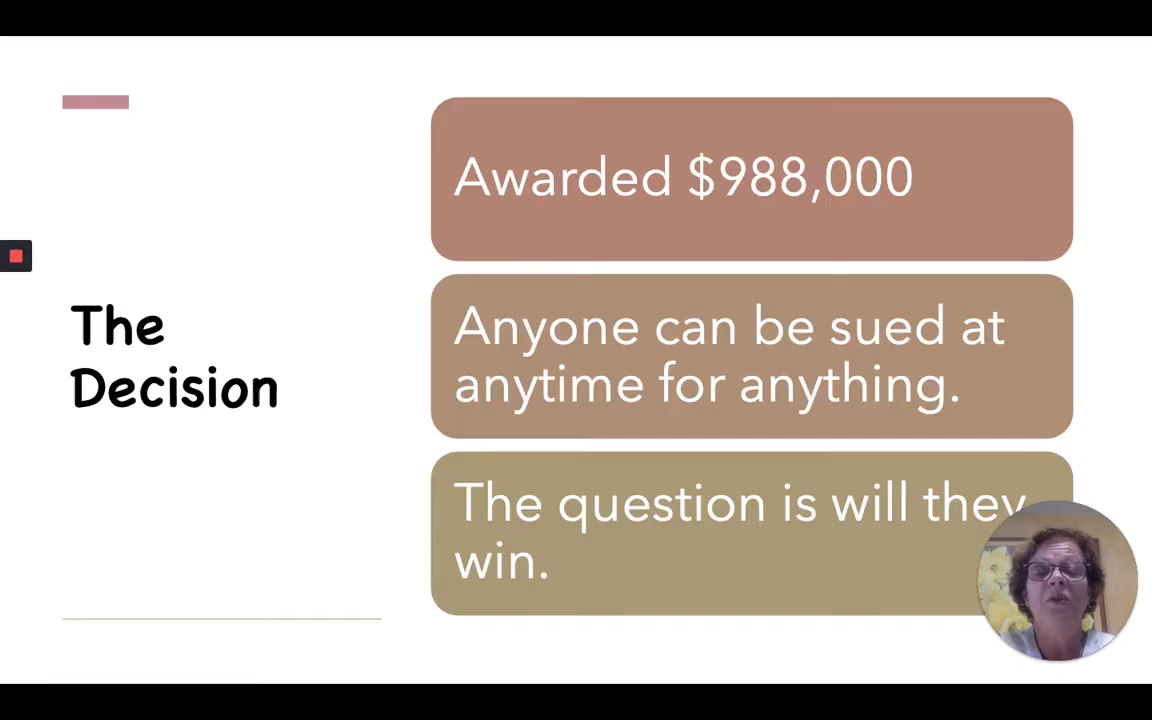 The
Decision
Awarded $988,000
Anyone can be sued at
anytime for anything.
The question is will they
win.